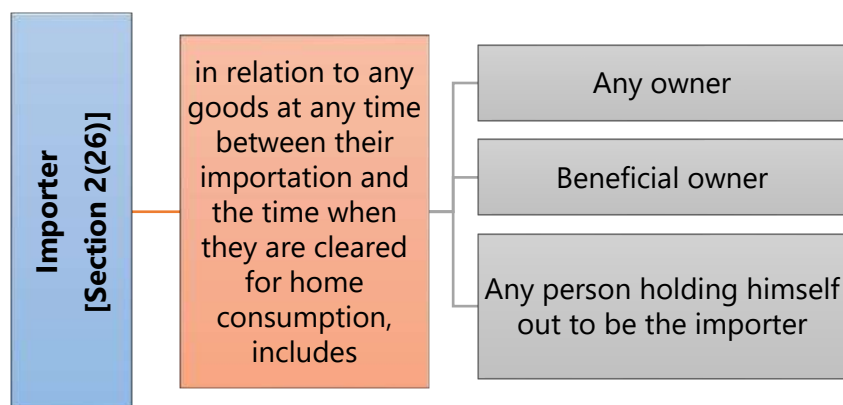 Importer
[Section 2(26)]
in relation to any
goods at any time
between their
importation and
the time when
they are cleared
for home
consumption,
includes
Any owner
Beneficial owner
Any person holding himself
out to be the importer